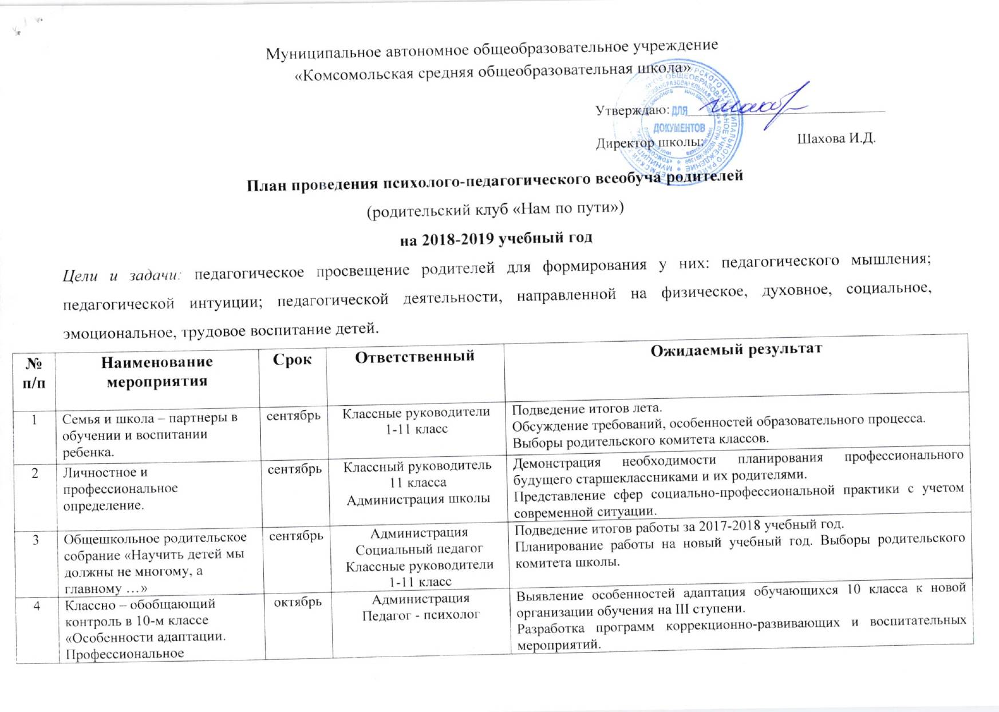 Муниципальное автономное общеобразовательное учреждение
«Комсомольская средняя общеобразовательная школа»
Утверждаю:
ДЛЯ
ДОКУМЕНТОВ
Директор школы: Шахова И.Д.
План проведения психолого-педагогического всеобуча родителей
(родительский клуб «Нам по пути»)
на 2018-2019 учебный год
Цели и задачи: педагогическое просвещение родителей для формирования у них: педагогического мышления;
педагогической интуиции; педагогической деятельности, направленной на физическое, духовное, социальное,
эмоциональное, трудовое воспитание детей.
№
п/п
Наименование
мероприятия
Срок
Ответственный
Ожидаемый результат
1
Семья и школа – партнеры в
обучении и воспитании
ребенка.
сентябрь
Классные руководители
1-11 класс
Подведение итогов лета.
Обсуждение требований, особенностей образовательного процесса.
Выборы родительского комитета классов.
2
Личностное и
профессиональное
определение.
сентябрь
Классный руководитель
11 класса
Администрация школы
Демонстрация необходимости планирования профессионального
будущего старшеклассниками и их родителями.
Представление сфер социально-профессиональной практики с учетом
современной ситуации.
3
Общешкольное родительское
собрание «Научить детей мы
должны не многому, а
главному …»
сентябрь
Администрация
Социальный педагог
Классные руководители
1-11 класс
Подведение итогов работы за 2017-2018 учебный год.
Планирование работы на новый учебный год. Выборы родительского
комитета школы.
4
Классно – обобщающий
контроль в 10-м классе
«Особенности адаптации.
Профессиональное
октябрь
Администрация
Педагог - психолог
Выявление особенностей адаптация обучающихся 10 класса к новой
организации обучения на III ступени.
Разработка программ коррекционно-развивающих и воспитательных
мероприятий.